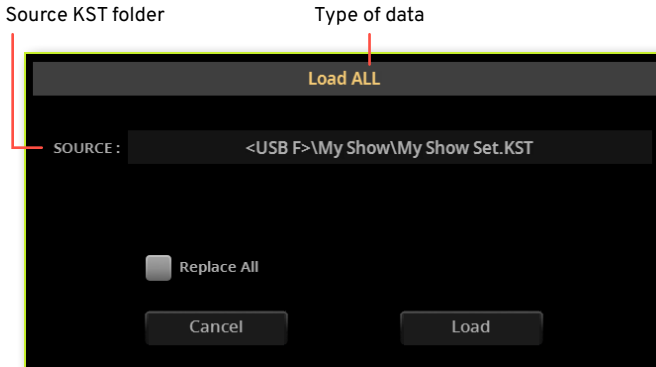 Source KST folder
Type of data
Load ALL
SOURCE : <USB F>\My Show\My Show Set.KST
Replace All
Cancel Load